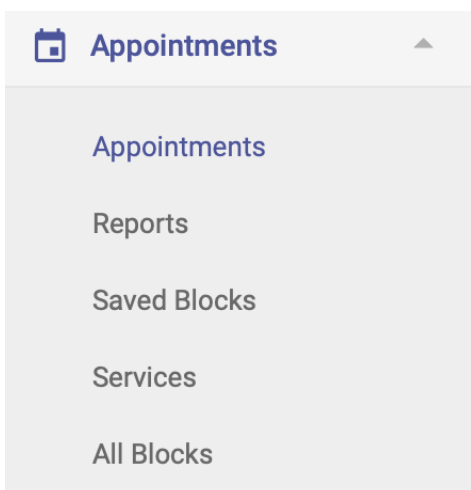 Appointments
Appointments
Reports
Saved Blocks
Services
All Blocks